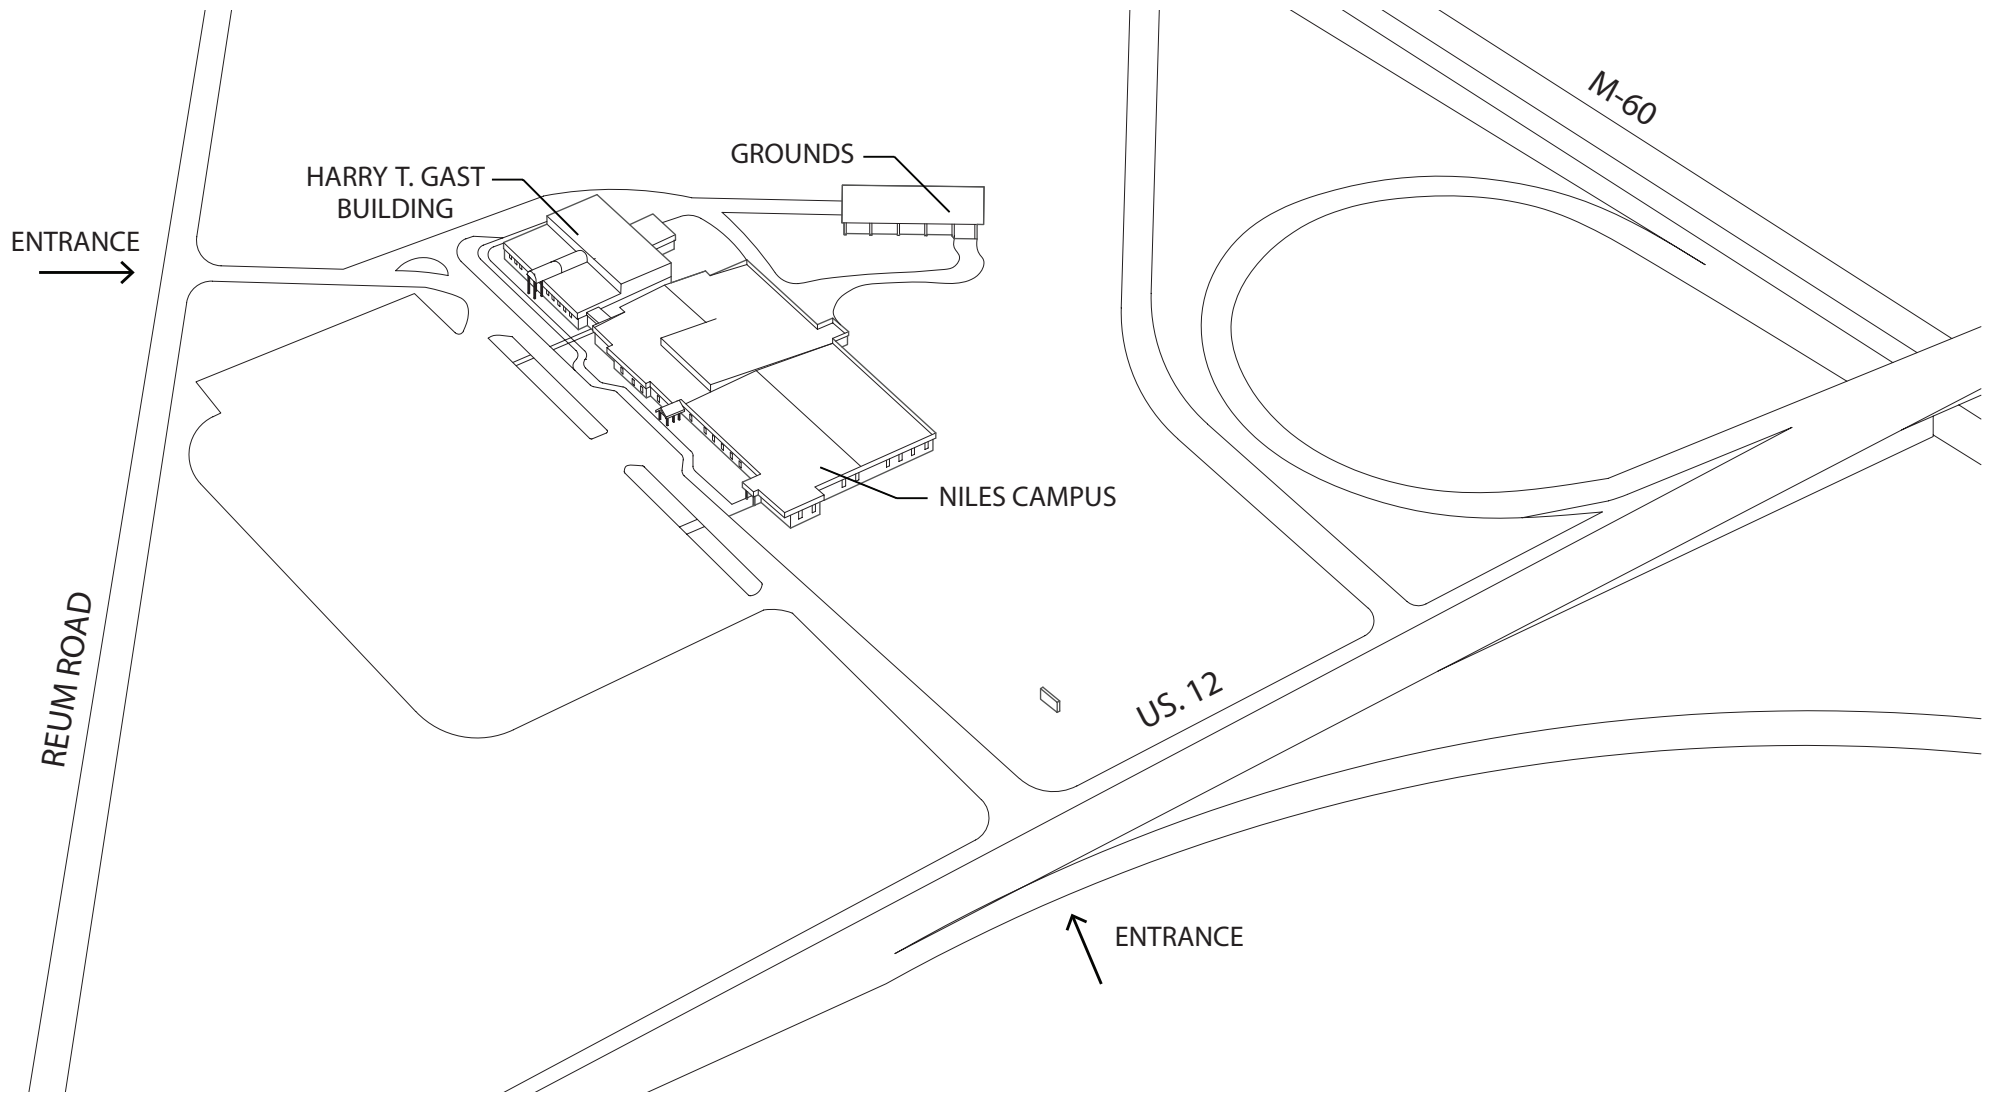 M-60
GROUNDS
HARRY T. GAST
BUILDING
ENTRANCE
NILES CAMPUS
REUM ROAD
US. 12
ENTRANCE